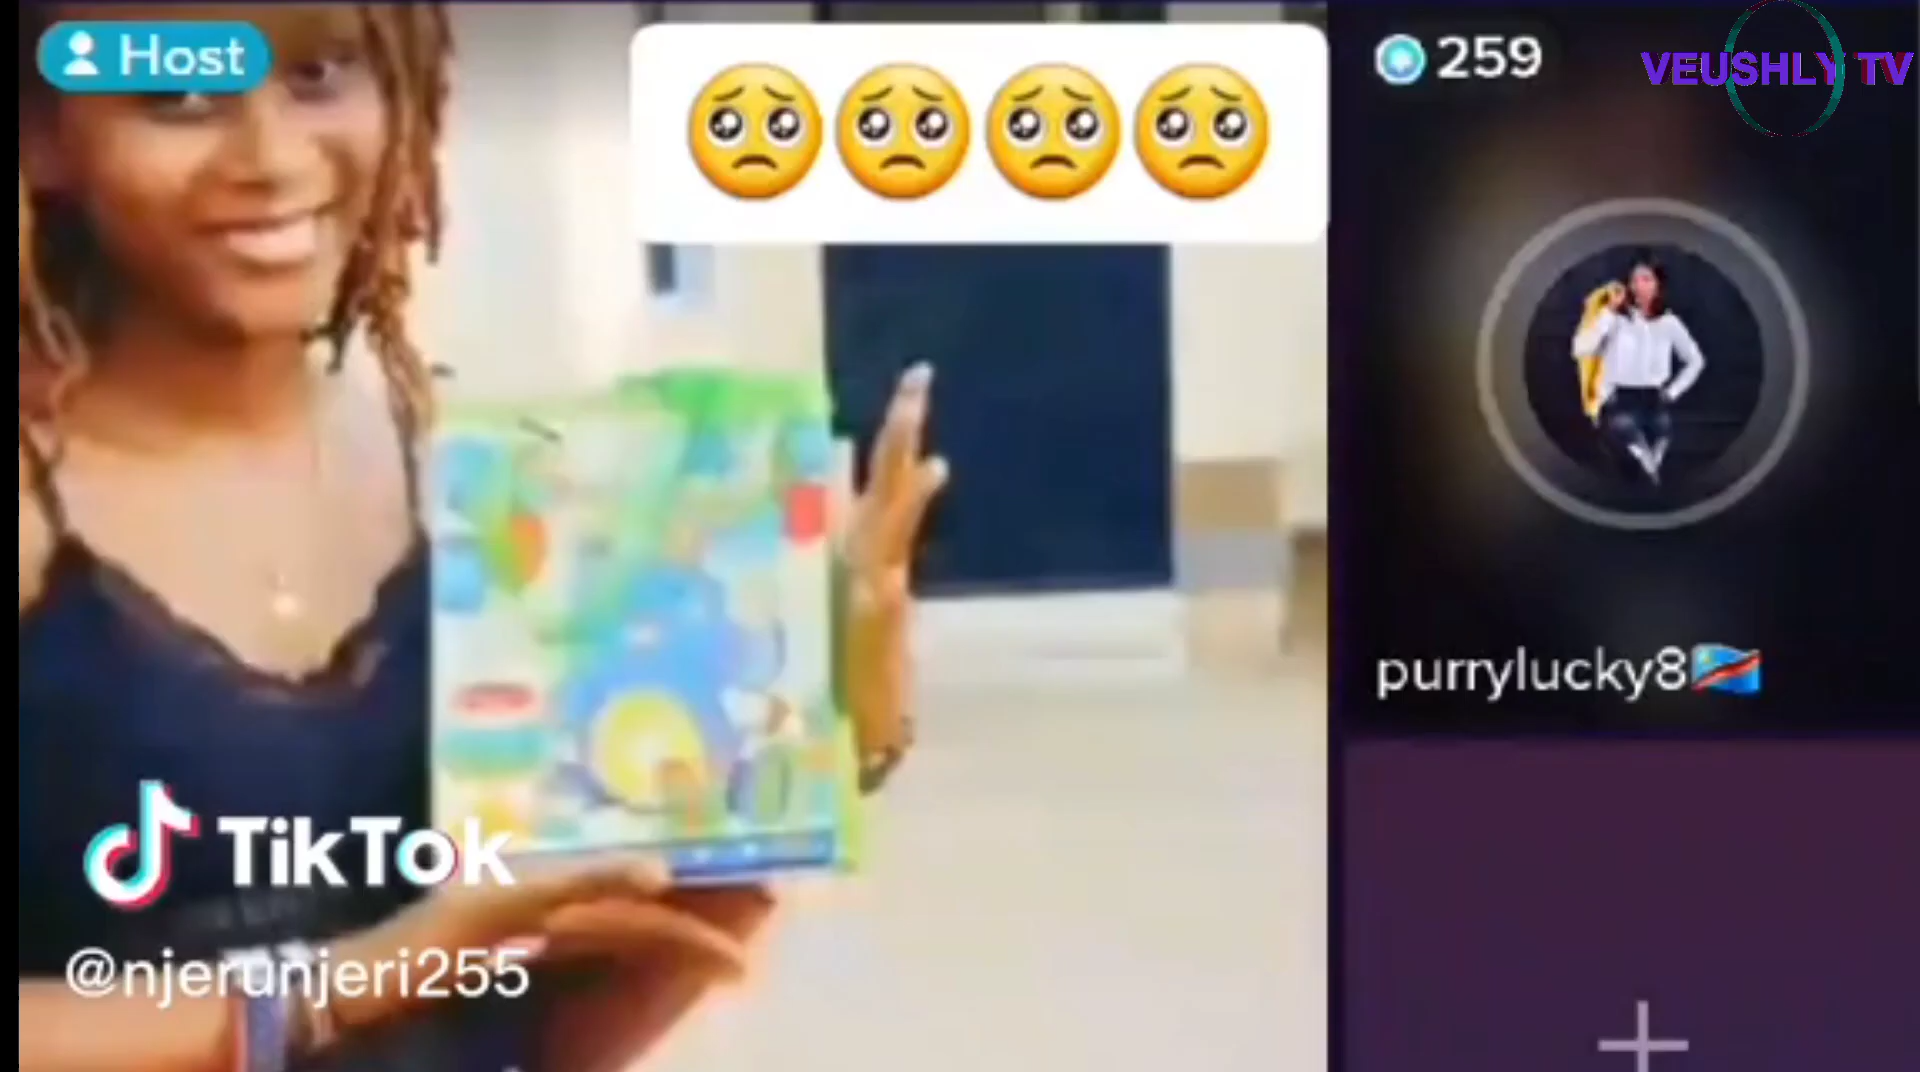 Host
259
VEUSHLY TV
purrylucky8
TikTok
@njerunjeri255